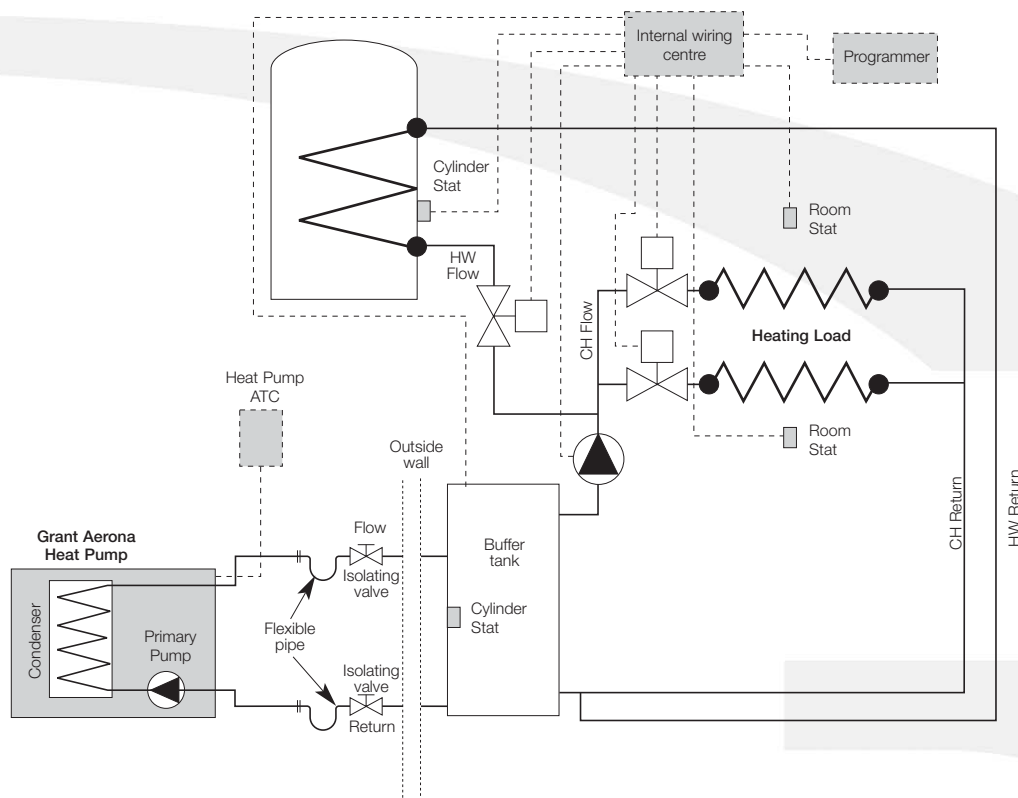 Internal wiring
centre
Programmer
Cylinder
Stat
Room
Stat
HW
Flow
CH Flow
Heating Load
Heat Pump
ATC
Outside
wall
Room
Stat
CH Return
HW Return
Grant Aerona
Heat Pump
Flow
Isolating
valve
Buffer
tank
Condenser
Primary
Pump
Flexible
pipe
Cylinder
Stat
Isolating
valve
Return